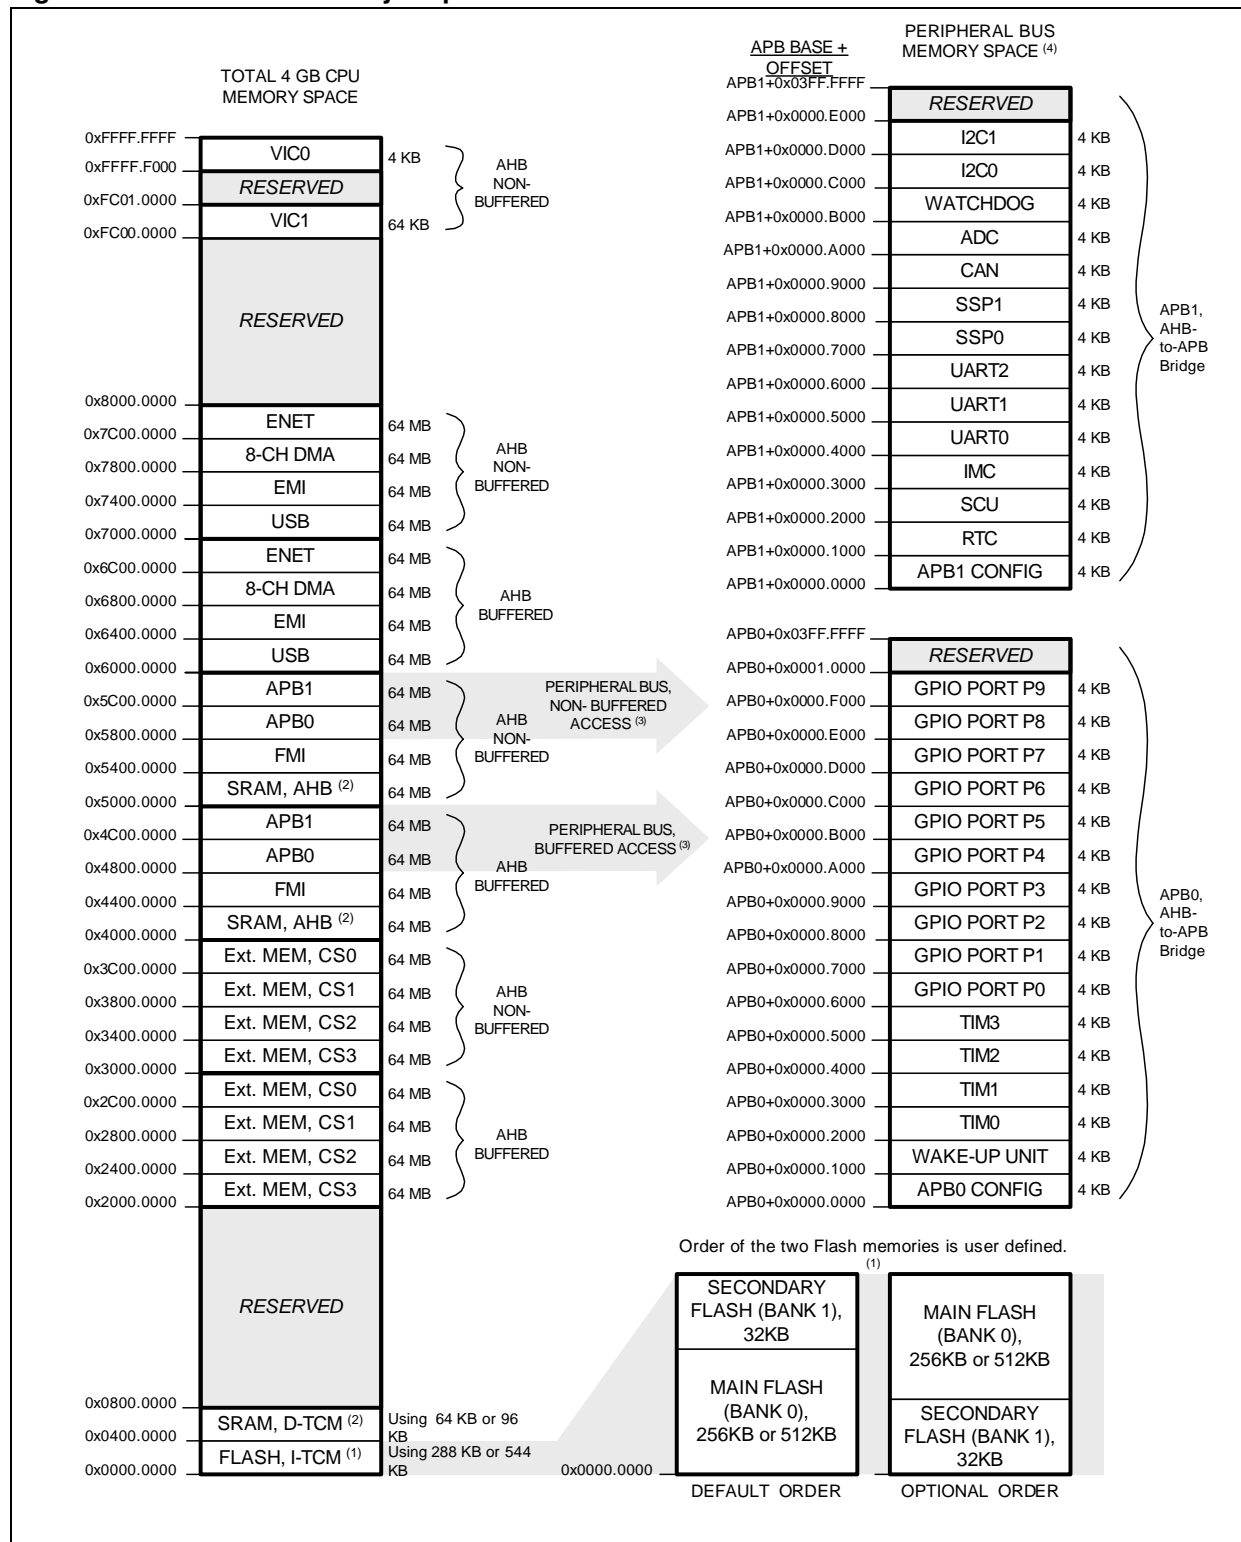 TOTAL 4 GB CPU
MEMORY SPACE
0xFFFF.FFFF
VIC0
4 KB
0xFFFF.F000
RESERVED
0xFC01.0000
VIC1
64 KB
0xFC00.0000
AHB
NON-
BUFFERED
RESERVED
0x8000.0000
ENET
64 MB
0x7C00.0000
8-CH DMA
64 MB
0x7800.0000
EMI
64 MB
0x7400.0000
USB
64 MB
0x7000.0000
AHB
NON-
BUFFERED
ENET
64 MB
0x6C00.0000
8-CH DMA
64 MB
0x6800.0000
EMI
64 MB
0x6400.0000
USB
64 MB
0x6000.0000
AHB
BUFFERED
APB1
64 MB
0x5C00.0000
APB0
64 MB
0x5800.0000
FMI
64 MB
0x5400.0000
SRAM, AHB (2)
64 MB
0x5000.0000
AHB
NON-
BUFFERED
PERIPHERAL BUS,
NON- BUFFERED
ACCESS (3)
APB1
64 MB
0x4C00.0000
APB0
64 MB
0x4800.0000
FMI
64 MB
0x4400.0000
SRAM, AHB (2)
64 MB
0x4000.0000
AHB
BUFFERED
PERIPHERAL BUS,
BUFFERED ACCESS (3)
Ext. MEM, CS0
64 MB
0x3C00.0000
Ext. MEM, CS1
64 MB
0x3800.0000
Ext. MEM, CS2
64 MB
0x3400.0000
Ext. MEM, CS3
64 MB
0x3000.0000
AHB
NON-
BUFFERED
Ext. MEM, CS0
64 MB
0x2C00.0000
Ext. MEM, CS1
64 MB
0x2800.0000
Ext. MEM, CS2
64 MB
0x2400.0000
Ext. MEM, CS3
64 MB
0x2000.0000
AHB
BUFFERED
RESERVED
0x0800.0000
SRAM, D-TCM (2)
Using 64 KB or 96
KB
0x0400.0000
FLASH, I-TCM (1)
Using 288 KB or 544
KB
0x0000.0000
APB BASE +
OFFSET
PERIPHERAL BUS
MEMORY SPACE (4)
APB1+0x03FF.FFFF
RESERVED
APB1+0x0000.E000
I2C1
4 KB
APB1+0x0000.D000
I2C0
4 KB
APB1+0x0000.C000
WATCHDOG
4 KB
APB1+0x0000.B000
ADC
4 KB
APB1+0x0000.A000
CAN
4 KB
APB1+0x0000.9000
SSP1
4 KB
APB1+0x0000.8000
SSP0
4 KB
APB1+0x0000.7000
UART2
4 KB
APB1+0x0000.6000
UART1
4 KB
APB1+0x0000.5000
UART0
4 KB
APB1+0x0000.4000
IMC
4 KB
APB1+0x0000.3000
SCU
4 KB
APB1+0x0000.2000
RTC
4 KB
APB1+0x0000.1000
APB1 CONFIG
4 KB
APB1+0x0000.0000
APB1,
AHB-
to-APB
Bridge
APB0+0x03FF.FFFF
RESERVED
APB0+0x0001.0000
GPIO PORT P9
4 KB
APB0+0x0000.F000
GPIO PORT P8
4 KB
APB0+0x0000.E000
GPIO PORT P7
4 KB
APB0+0x0000.D000
GPIO PORT P6
4 KB
APB0+0x0000.C000
GPIO PORT P5
4 KB
APB0+0x0000.B000
GPIO PORT P4
4 KB
APB0+0x0000.A000
GPIO PORT P3
4 KB
APB0+0x0000.9000
GPIO PORT P2
4 KB
APB0+0x0000.8000
GPIO PORT P1
4 KB
APB0+0x0000.7000
GPIO PORT P0
4 KB
APB0+0x0000.6000
TIM3
4 KB
APB0+0x0000.5000
TIM2
4 KB
APB0+0x0000.4000
TIM1
4 KB
APB0+0x0000.3000
TIM0
4 KB
APB0+0x0000.2000
WAKE-UP UNIT
4 KB
APB0+0x0000.1000
APB0 CONFIG
4 KB
APB0+0x0000.0000
APB0,
AHB-
to-APB
Bridge
Order of the two Flash memories is user defined.
(1)
SECONDARY
FLASH (BANK 1),
32KB
MAIN FLASH
(BANK 0),
256KB or 512KB
0x0000.0000
DEFAULT ORDER
MAIN FLASH
(BANK 0),
256KB or 512KB
SECONDARY
FLASH (BANK 1),
32KB
OPTIONAL ORDER